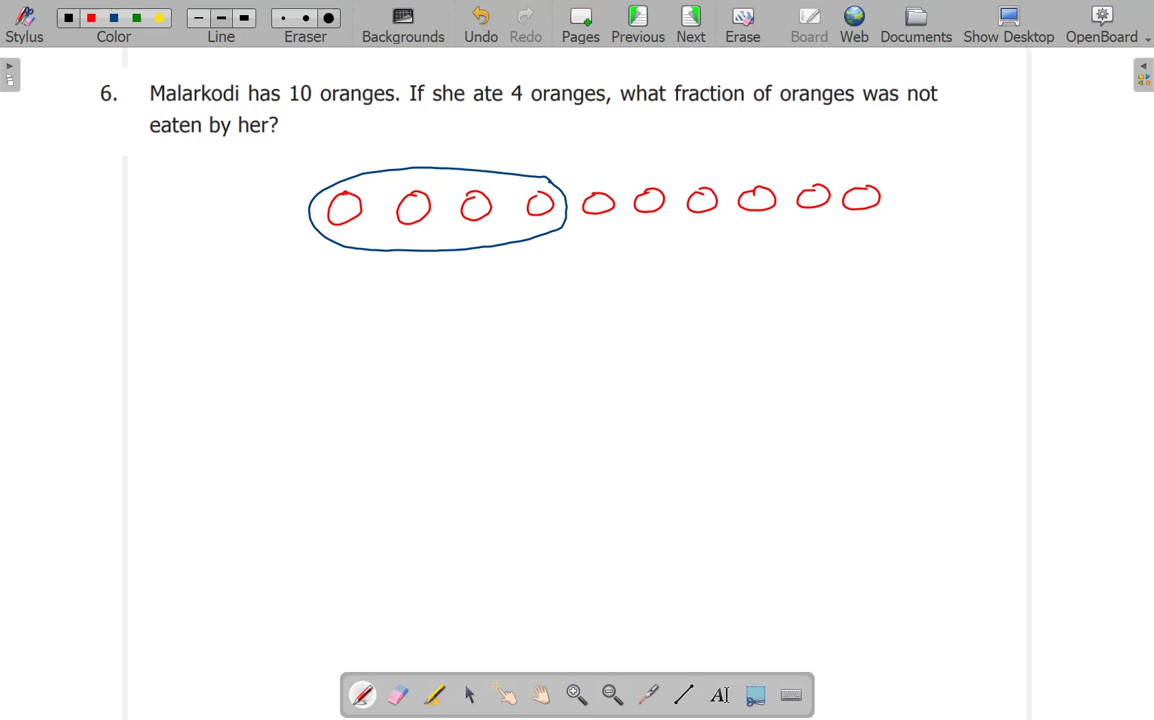 Stylus Color Line Eraser Backgrounds Undo Redo Pages Previous Next Erase Board Web Documents Show Desktop OpenBoard
6. Malarkodi has 10 oranges. If she ate 4 oranges, what fraction of oranges was not
eaten by her?